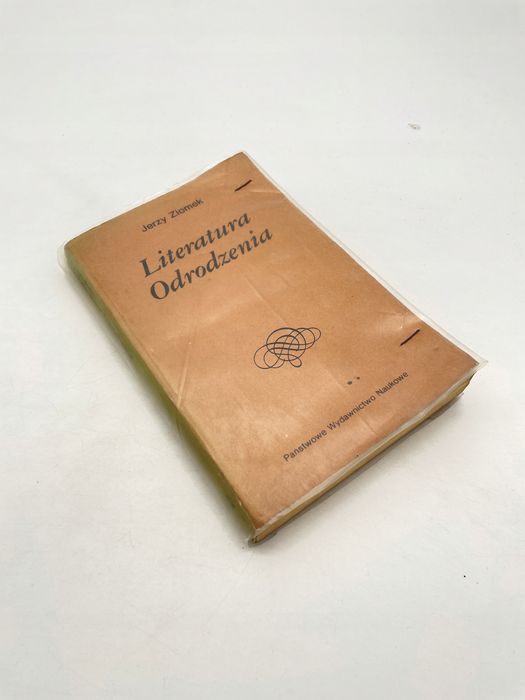 Jerzy Ziomek
Literatura
Odrodzenia
Państwowe Wydawnictwo Naukowe